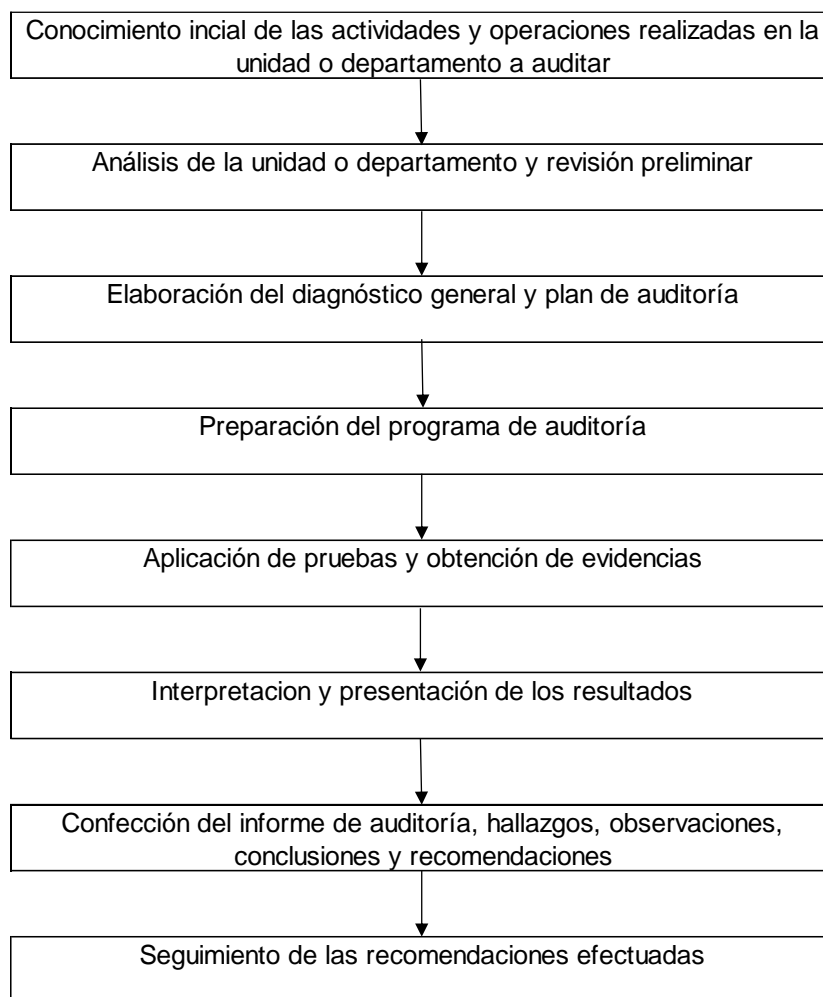 Conocimiento incial de las actividades y operaciones realizadas en la
unidad o departamento a auditar
Análisis de la unidad o departamento y revisión preliminar
Elaboración del diagnóstico general y plan de auditoría
Preparación del programa de auditoría
Aplicación de pruebas y obtención de evidencias
Interpretacion y presentación de los resultados
Confección del informe de auditoría, hallazgos, observaciones,
conclusiones y recomendaciones
Seguimiento de las recomendaciones efectuadas